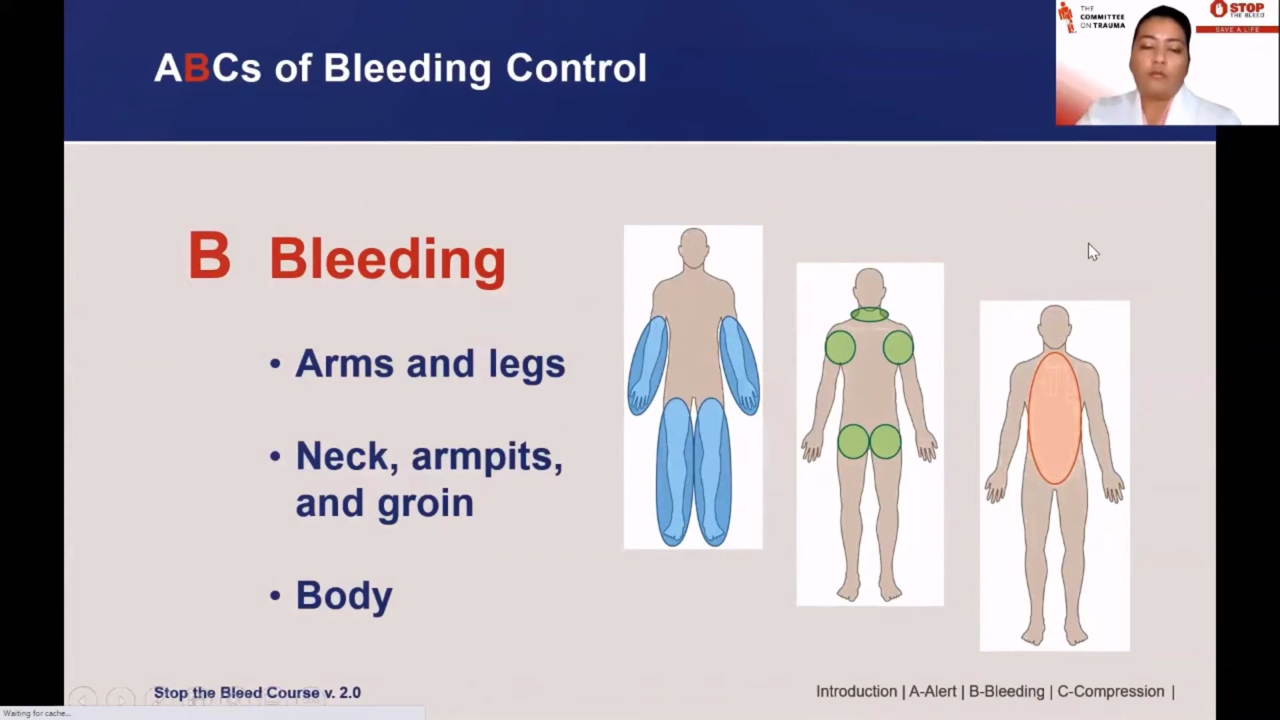 ABCs of Bleeding Control
THE
COMMITTEE
ON TRAUMA
STOP
THE BLEED
SAVE A LIFE
B Bleeding
• Arms and legs
• Neck, armpits,
and groin
• Body
Stop the Bleed Course v. 2.0
Introduction | A-Alert | B-Bleeding | C-Compression |
Waiting for cache...